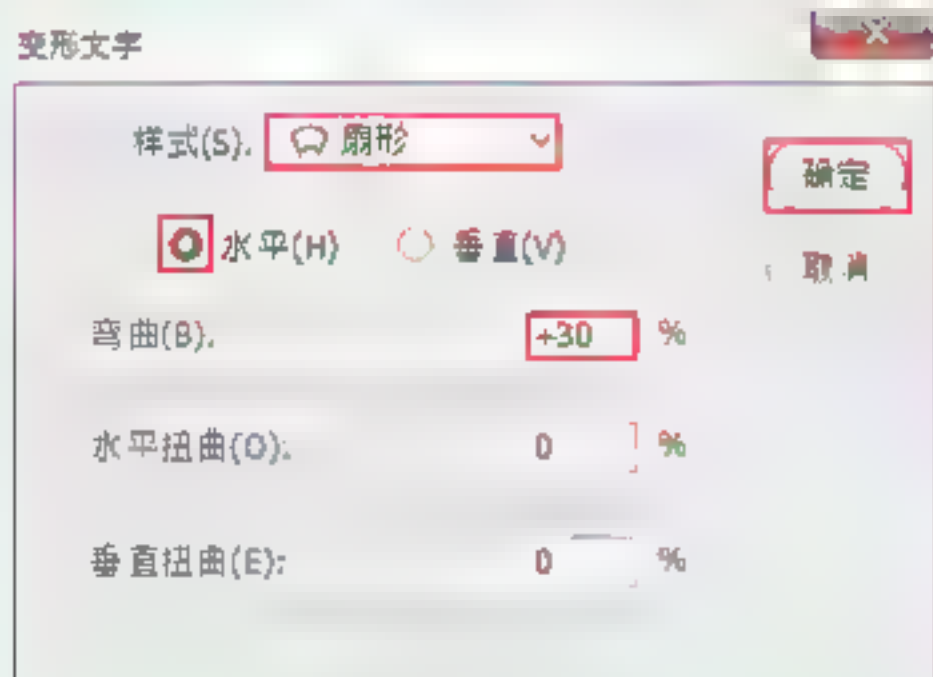 变形文字
样式(S): 扇形
确定
水平(H) 垂直(V)
取消
弯曲(B): +30 %
水平扭曲(O): 0 %
垂直扭曲(E): 0 %